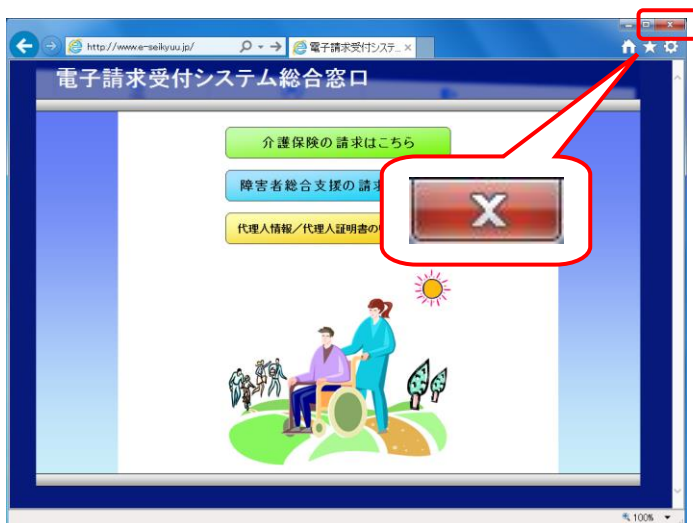 http://www.e-seikyuu.jp/
電子請求受付システ...
電子請求受付システム総合窓口
介護保険の請求はこちら
障害者総合支援の請
代理人情報/代理人証明書の
100%